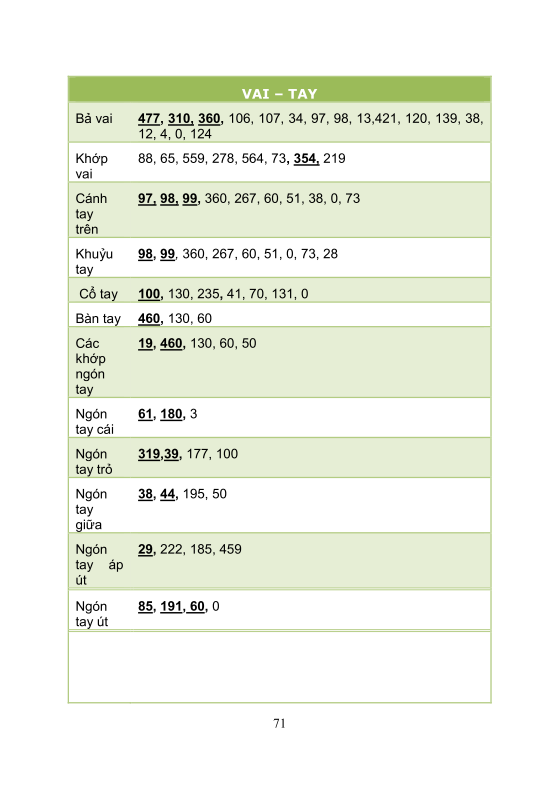 VAI – TAY
Bả vai 477, 310, 360, 106, 107, 34, 97, 98, 13,421, 120, 139, 38,
12, 4, 0, 124
Khớp 88, 65, 559, 278, 564, 73, 354, 219
vai
Cánh 97, 98, 99, 360, 267, 60, 51, 38, 0, 73
tay
trên
Khuỷu 98, 99, 360, 267, 60, 51, 0, 73, 28
tay
Cổ tay 100, 130, 235, 41, 70, 131, 0
Bàn tay 460, 130, 60
Các 19, 460, 130, 60, 50
khớp
ngón
tay
Ngón 61, 180, 3
tay cái
Ngón 319,39, 177, 100
tay trỏ
Ngón 38, 44, 195, 50
tay
giữa
Ngón 29, 222, 185, 459
tay áp
út
Ngón 85, 191, 60, 0
tay út
71